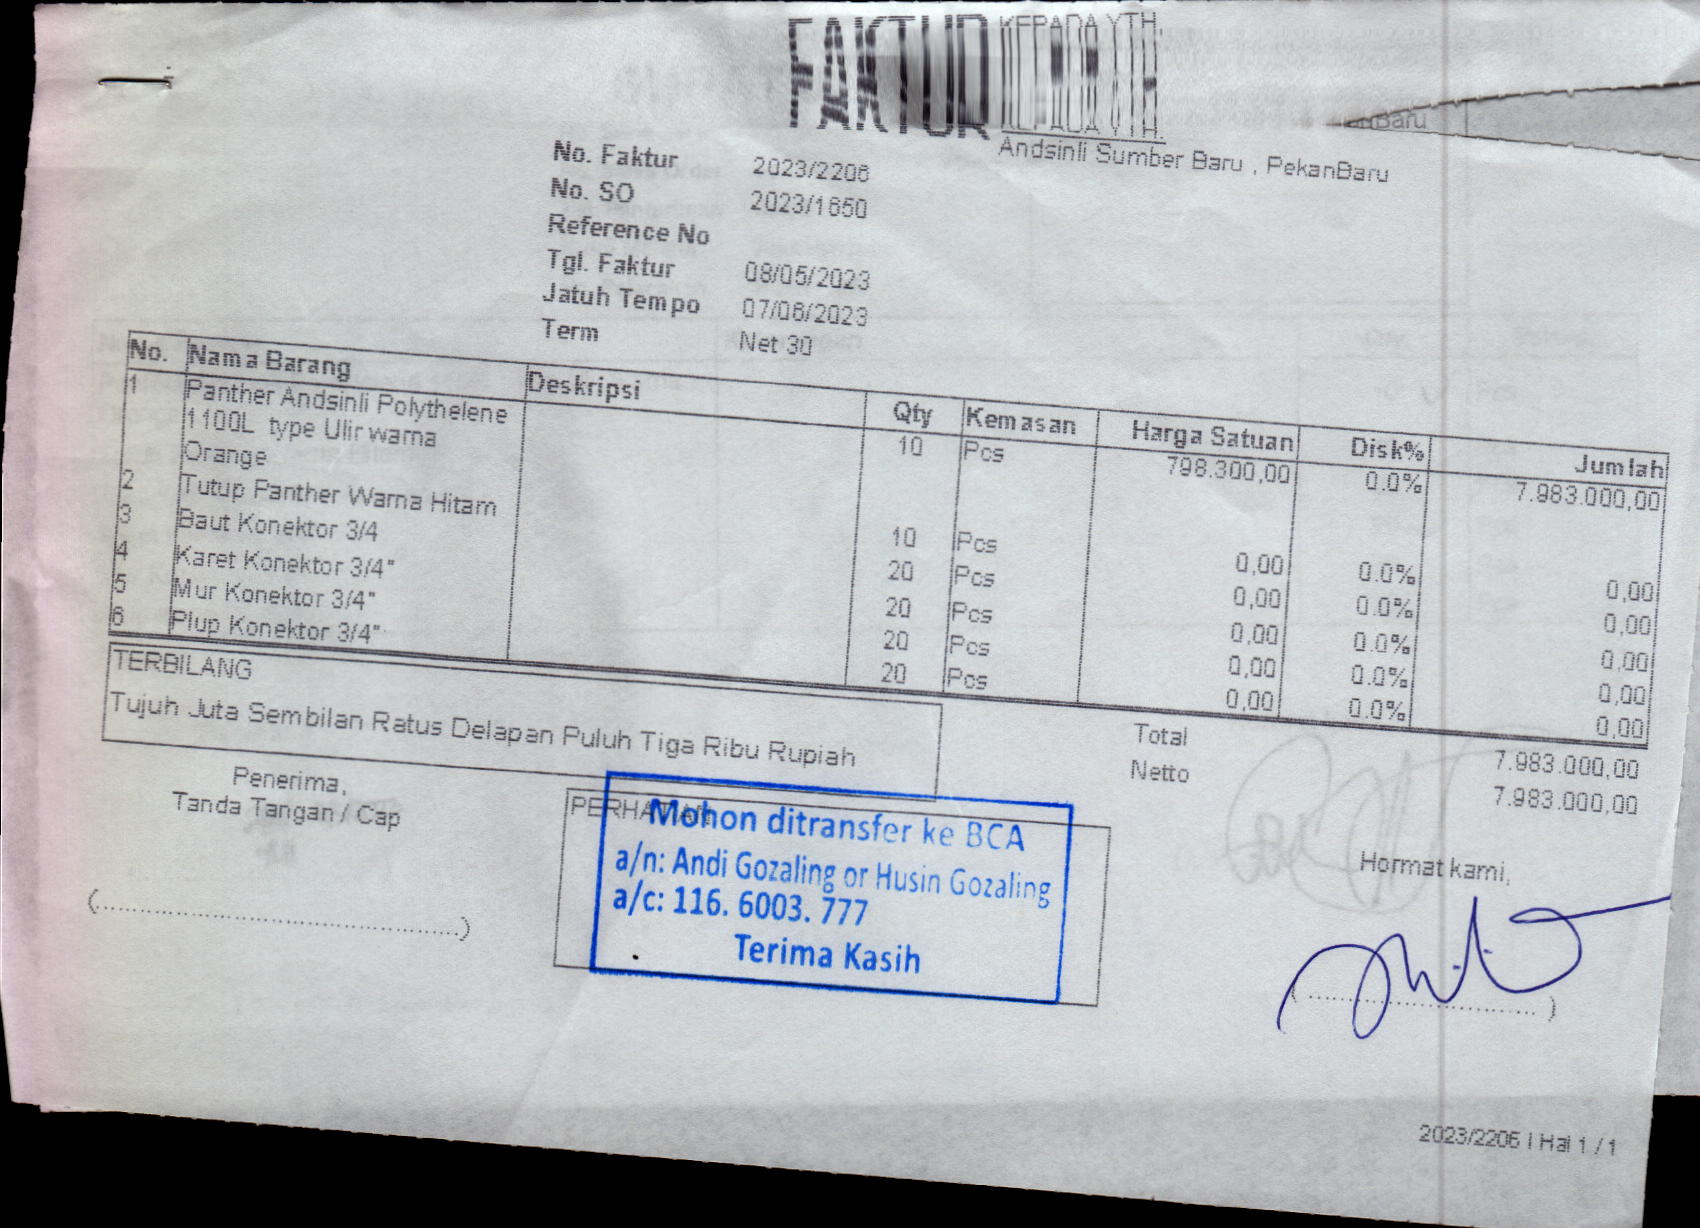 FAKTUR
KEPADA YTH.
Andsinli Sumber Baru , PekanBaru
No. Faktur 2023/2206
No. SO 2023/1650
Reference No
Tgl. Faktur 08/05/2023
Jatuh Tempo 07/06/2023
Term Net 30
No. Nama Barang Deskripsi Qty Kemasan Harga Satuan Disk% Jumlah
1 Panther Andsinli Polythelene 10 Pcs 798.300,00 0.0% 7.983.000,00
1100L type Ulir warna
Orange
2 Tutup Panther Warna Hitam 10 Pcs 0,00 0.0% 0,00
3 Baut Konektor 3/4 20 Pcs 0,00 0.0% 0,00
4 Karet Konektor 3/4" 20 Pcs 0,00 0.0% 0,00
5 Mur Konektor 3/4" 20 Pcs 0,00 0.0% 0,00
6 Plup Konektor 3/4" 20 Pcs 0,00 0.0% 0,00
TERBILANG
Tujuh Juta Sembilan Ratus Delapan Puluh Tiga Ribu Rupiah
Total 7.983.000,00
Netto 7.983.000,00
Penerima,
Tanda Tangan / Cap
(....................................................)
Mohon ditransfer ke BCA
a/n: Andi Gozaling or Husin Gozaling
a/c: 116. 6003. 777
Terima Kasih
Hormat kami,
(................................)
2023/2206 | Hal 1 / 1